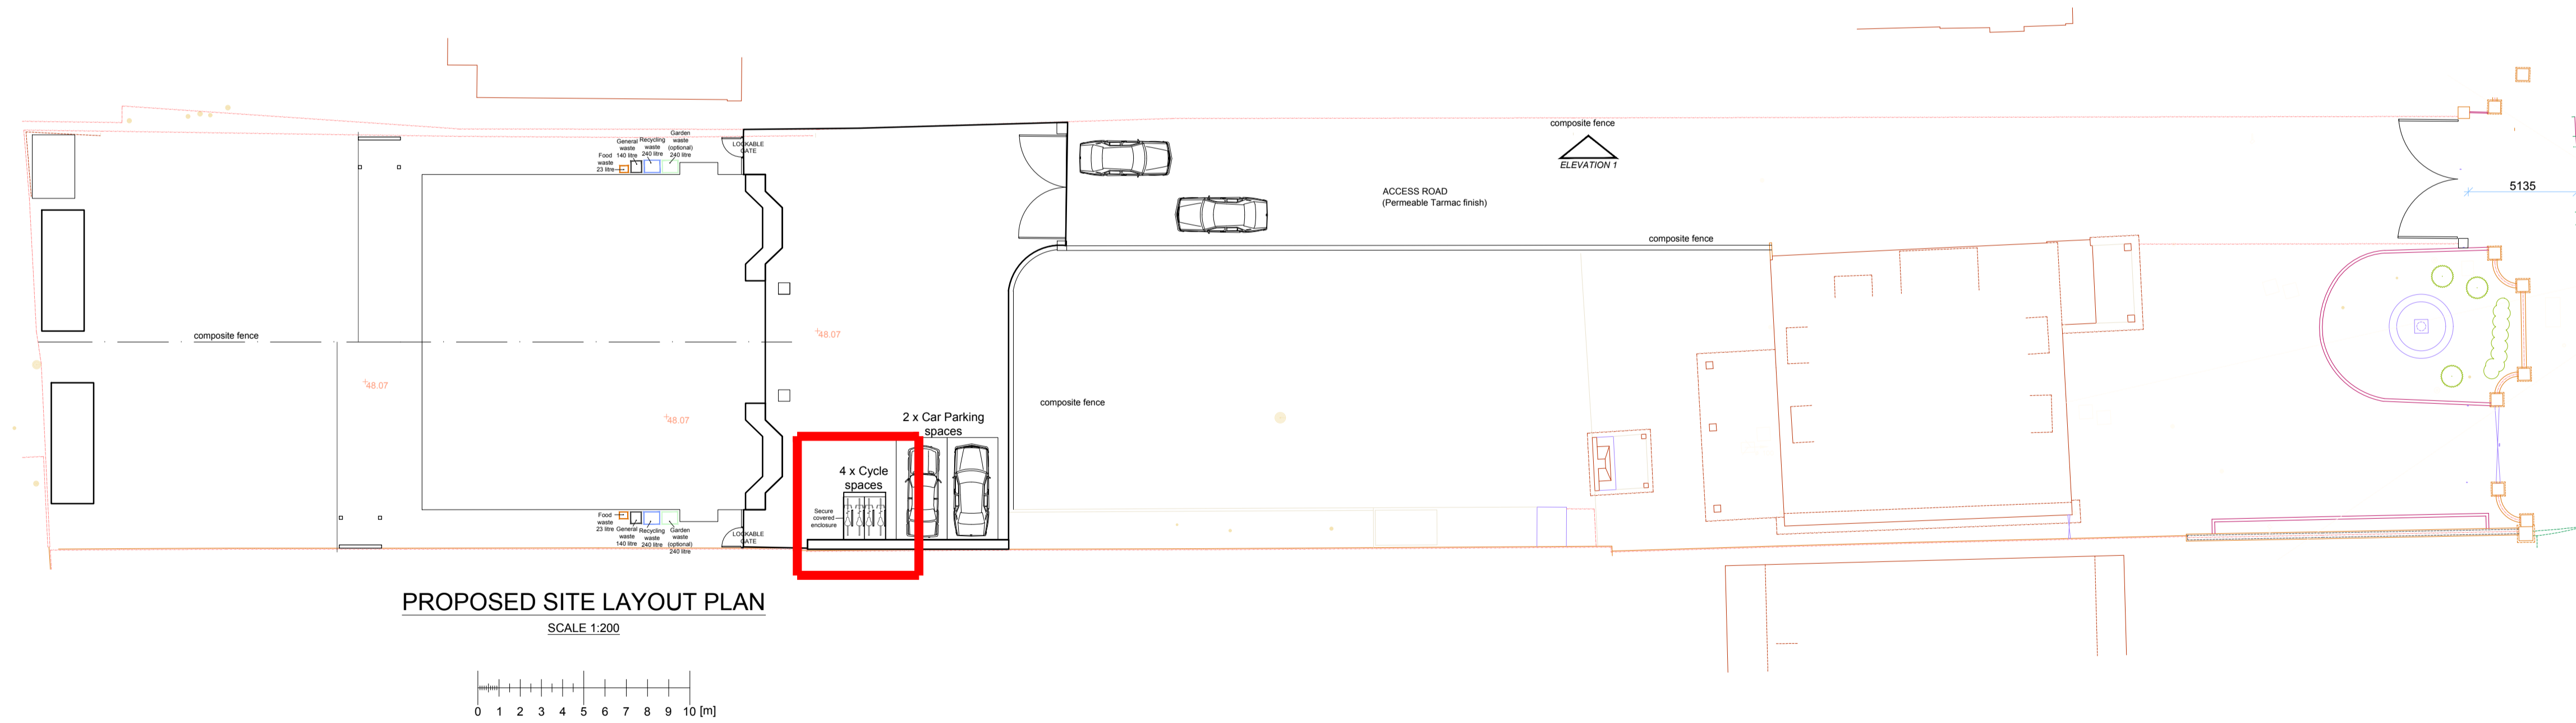 composite fence
ELEVATION 1
ACCESS ROAD
(Permeable Tarmac finish)
5135
composite fence
Food
waste
23 litre
General
waste
140 litre
Recycling
waste
240 litre
Garden
waste
(optional)
240 litre
LOCKABLE
GATE
composite fence
48.07
48.07
48.07
composite fence
2 x Car Parking
spaces
4 x Cycle
spaces
Secure
covered
enclosure
Food
waste
23 litre
General
waste
140 litre
Recycling
waste
240 litre
Garden
waste
(optional)
240 litre
LOCKABLE
GATE
PROPOSED SITE LAYOUT PLAN
SCALE 1:200
0 1 2 3 4 5 6 7 8 9 10 [m]